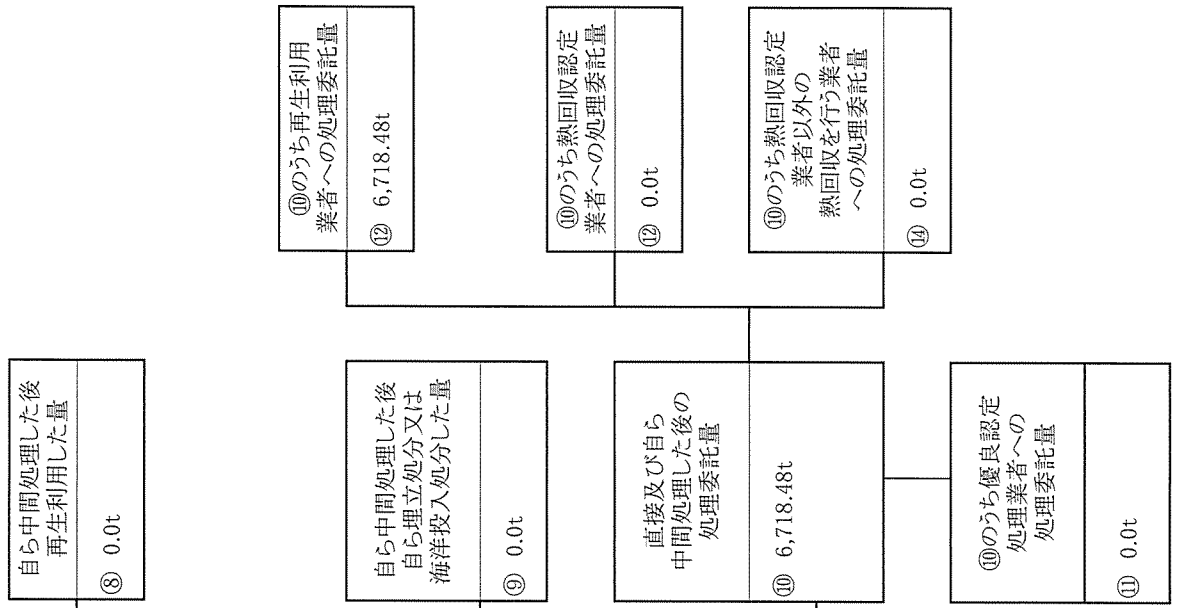 自ら中間処理した後
再生利用した量
⑧ 0.0t
自ら中間処理した後
自ら埋立処分又は
海洋投入処分した量
⑨ 0.0t
直接及び自ら
中間処理した後の
処理委託量
⑩ 6,718.48t
⑩のうち優良認定
処理業者への
処理委託量
⑪ 0.0t
⑩のうち再生利用
業者への処理委託量
⑫ 6,718.48t
⑩のうち熱回収認定
業者への処理委託量
⑫ 0.0t
⑩のうち熱回収認定
業者以外の
熱回収を行う業者
への処理委託量
⑭ 0.0t